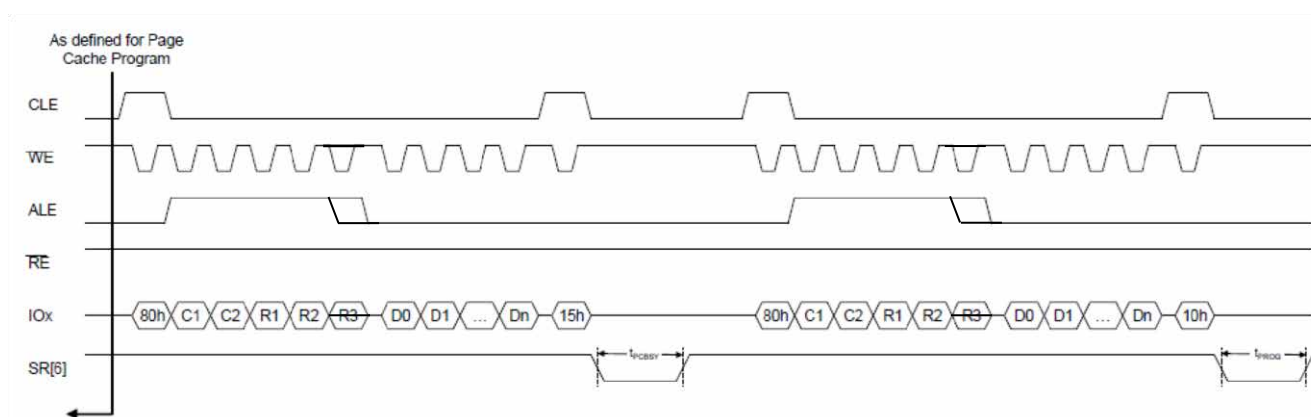 As defined for Page
Cache Program
CLE
WE
ALE
RE
IOx
80h C1 C2 R1 R2 R3 D0 D1 ... Dn 15h 80h C1 C2 R1 R2 R3 D0 D1 ... Dn 10h
SR[6]
tPCBSY tPROG